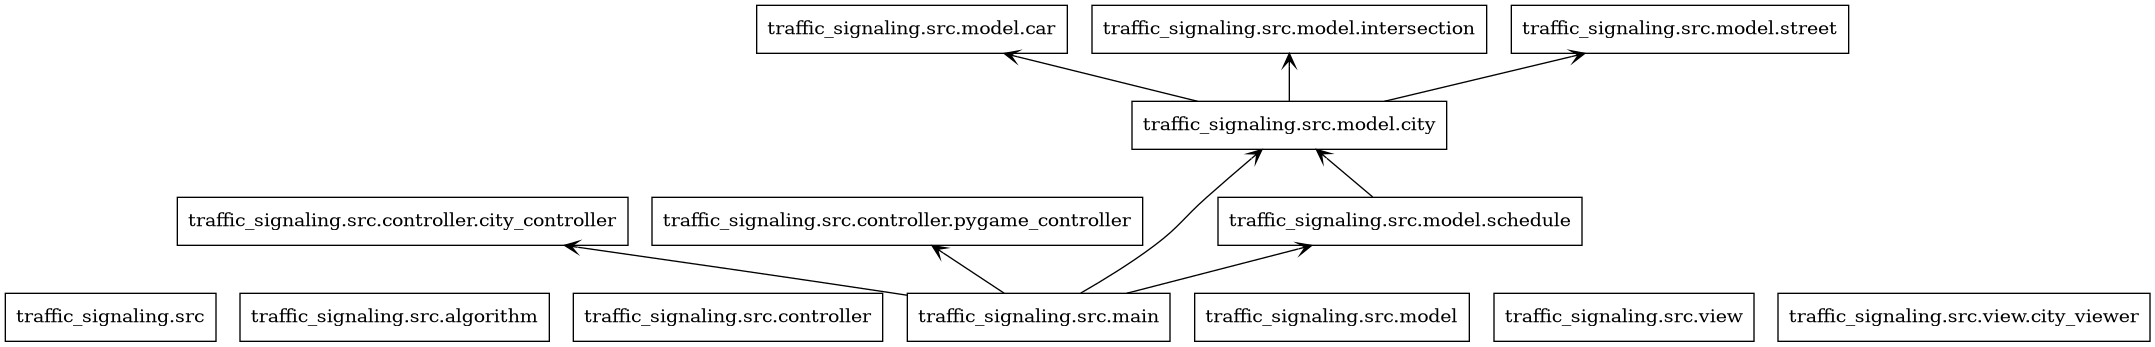 traffic_signaling.src.model.car
traffic_signaling.src.model.intersection
traffic_signaling.src.model.street
traffic_signaling.src.model.city
traffic_signaling.src.controller.city_controller
traffic_signaling.src.controller.pygame_controller
traffic_signaling.src.model.schedule
traffic_signaling.src
traffic_signaling.src.algorithm
traffic_signaling.src.controller
traffic_signaling.src.main
traffic_signaling.src.model
traffic_signaling.src.view
traffic_signaling.src.view.city_viewer